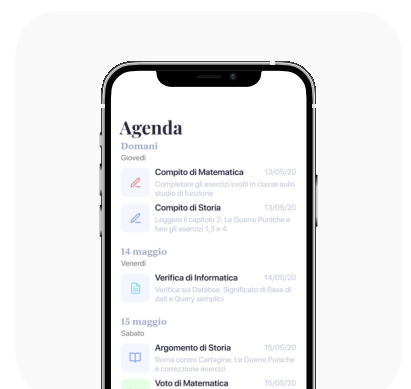 Agenda
Domani
Giovedì
Compito di Matematica 13/05/20
Completare gli esercizi svolti in classe sullo
studio di funzione
Compito di Storia 13/05/20
Leggere il capitolo 2: Le Guerre Puniche e
fare gli esercizi 1,3 e 4
14 maggio
Venerdì
Verifica di Informatica 14/05/20
Verifica sui Databse, Significato di Base di
dati e Query semplici
15 maggio
Sabato
Argomento di Storia 15/05/20
Roma contro Cartagine: Le Guerre Puniche
e correzzione esercizi
Voto di Matematica 15/05/20